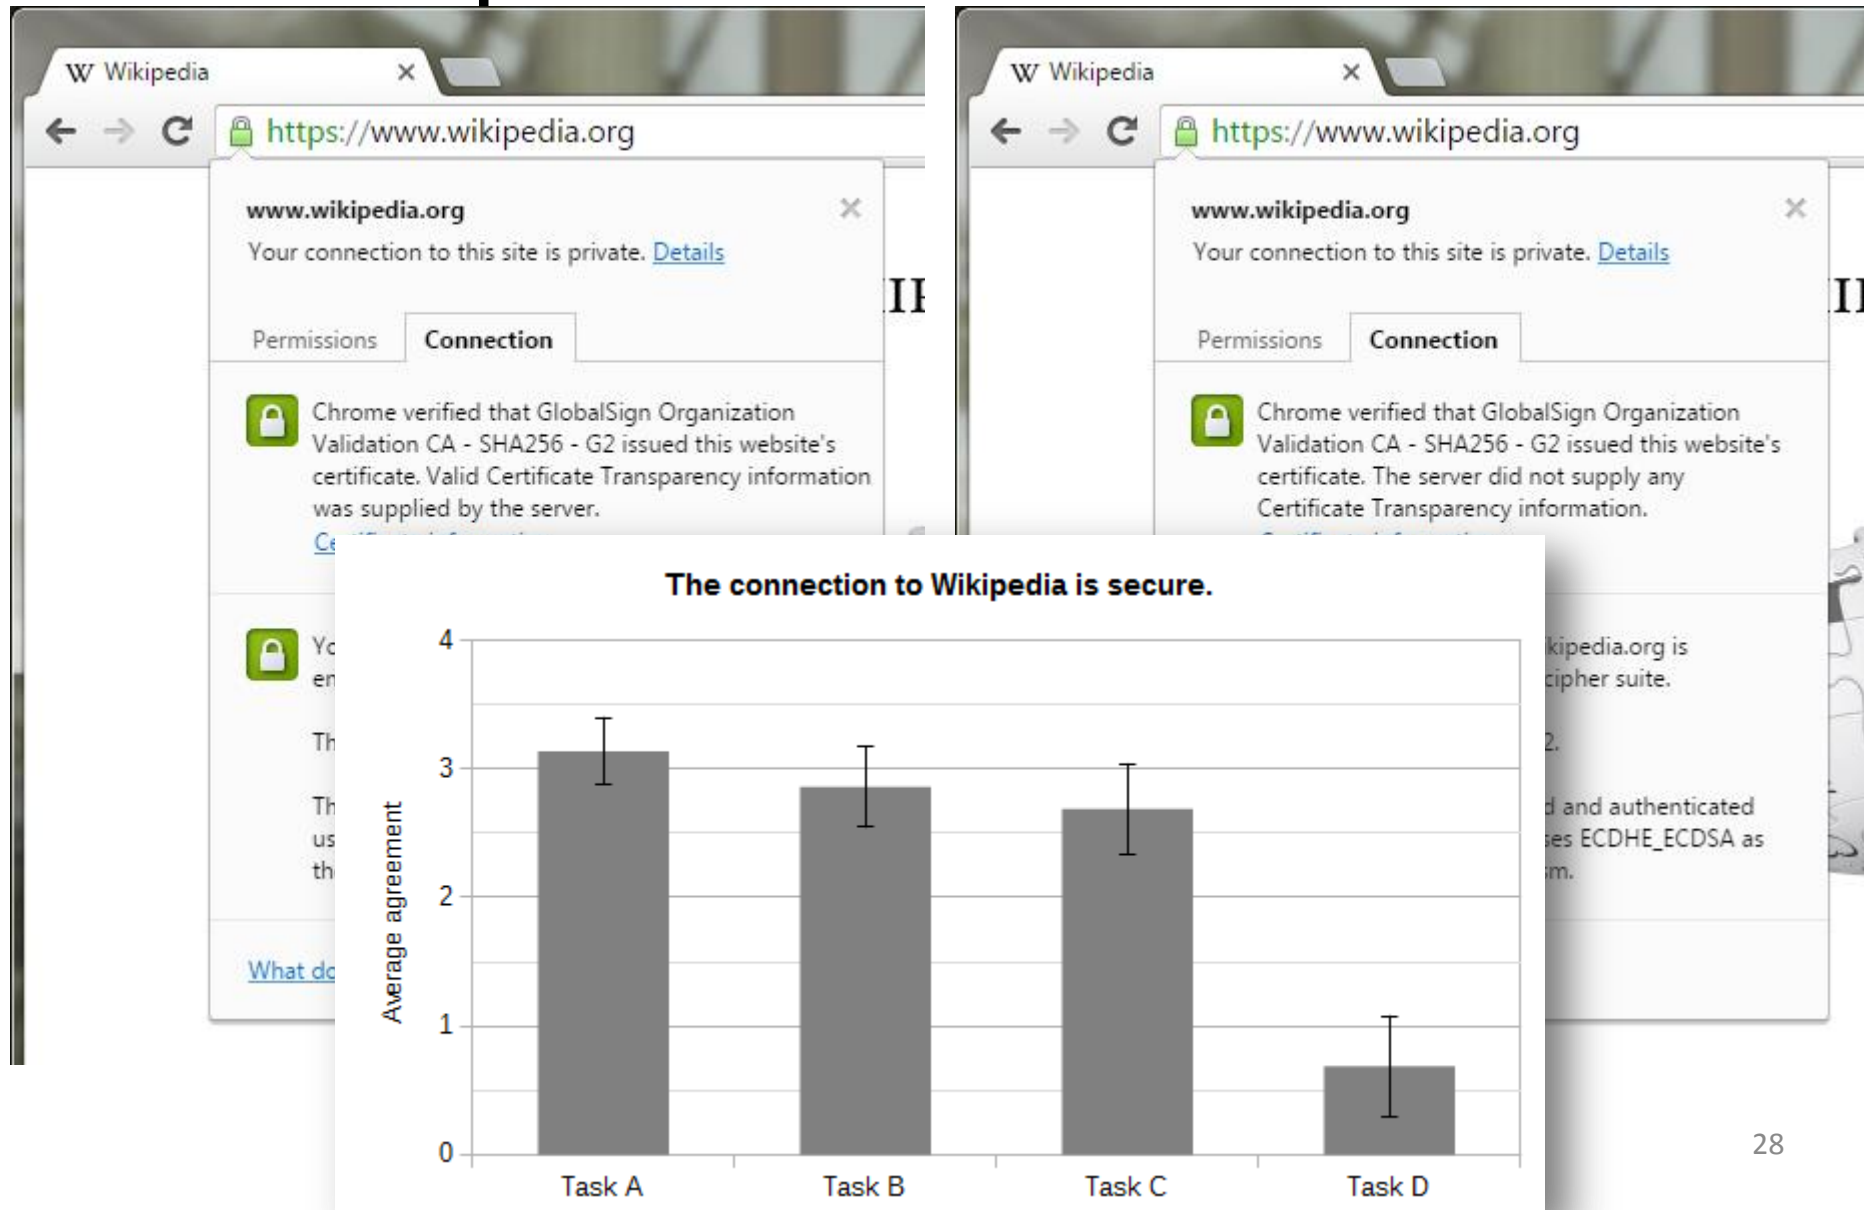 W Wikipedia
https://www.wikipedia.org
www.wikipedia.org
Your connection to this site is private. Details
Permissions Connection
Chrome verified that GlobalSign Organization
Validation CA - SHA256 - G2 issued this website's
certificate. Valid Certificate Transparency information
was supplied by the server.
What do
W Wikipedia
https://www.wikipedia.org
www.wikipedia.org
Your connection to this site is private. Details
Permissions Connection
Chrome verified that GlobalSign Organization
Validation CA - SHA256 - G2 issued this website's
certificate. The server did not supply any
Certificate Transparency information.
kipedia.org is
cipher suite.
2.
d and authenticated
ses ECDHE_ECDSA as
sm.
The connection to Wikipedia is secure.
Average agreement
4
3
2
1
0
Task A Task B Task C Task D
28